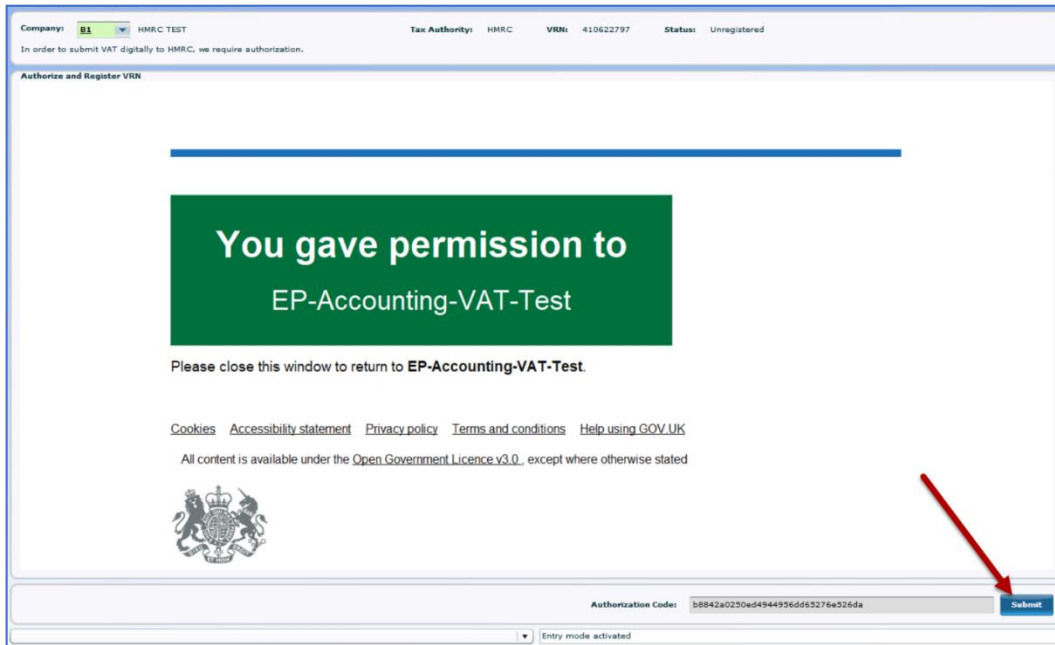 Company: B1 HMRC TEST Tax Authority: HMRC VRN: 410622797 Status: Unregistered
In order to submit VAT digitally to HMRC, we require authorization.
Authorize and Register VRN
You gave permission to
EP-Accounting-VAT-Test
Please close this window to return to EP-Accounting-VAT-Test.
Cookies Accessibility statement Privacy policy Terms and conditions Help using GOV.UK
All content is available under the Open Government Licence v3.0 , except where otherwise stated
Authorization Code: b8842a0250ed4944956dd65276e526da Submit
Entry mode activated